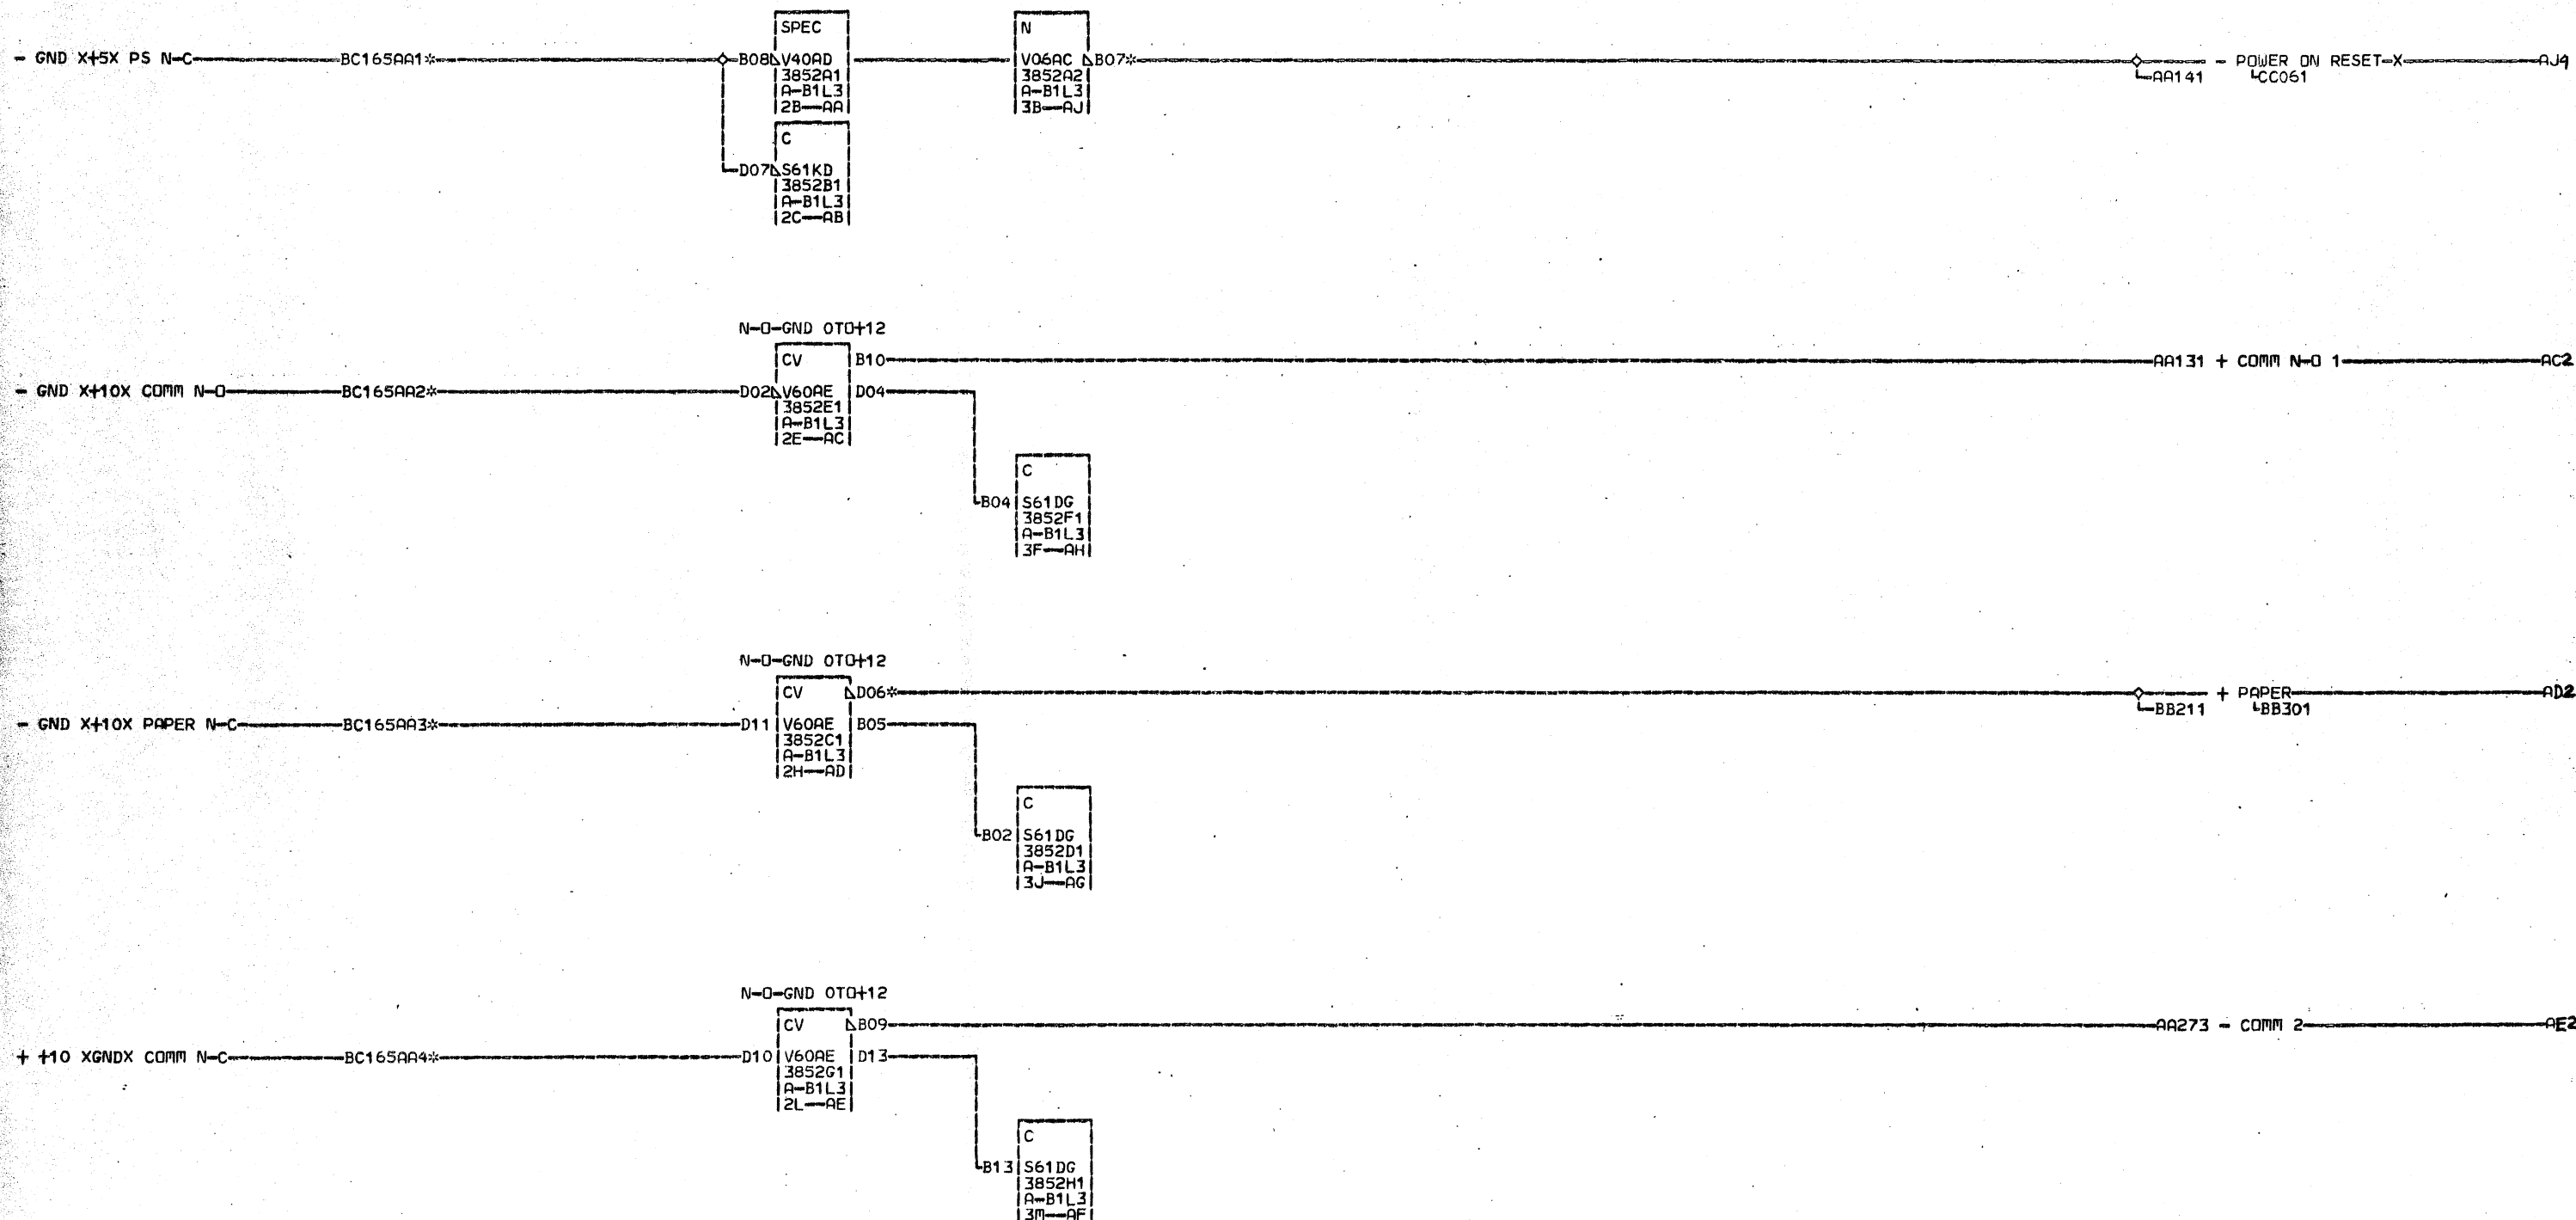 SPEC N
- GND X+5X PS N-C BC165AA1* B08 V40AD V06AC B07* - POWER ON RESET-X AJ4
3852A1 3852A2 AA141 CC061
A-B1L3 A-B1L3
2B-AA 3B-AJ
C
D07 S61KD
3852B1
A-B1L3
2C-AB
N-O-GND OTO+12
CV B10 AA131 + COMM N-O 1 AC2
- GND X+10X COMM N-O BC165AA2* D02 V60AE D04
3852E1
A-B1L3
2E-AC
C
B04 S61DG
3852F1
A-B1L3
3F-AH
N-O-GND OTO+12
CV D06* + PAPER AD2
BB211 BB301
- GND X+10X PAPER N-C BC165AA3* D11 V60AE B05
3852C1
A-B1L3
2H-AD
C
B02 S61DG
3852D1
A-B1L3
3J-AG
N-O-GND OTO+12
CV B09 AA273 - COMM 2 AE2
+ +10 XGNDX COMM N-C BC165AA4* D10 V60AE D13
3852G1
A-B1L3
2L-AE
C
B13 S61DG
3852H1
A-B1L3
3M-AF